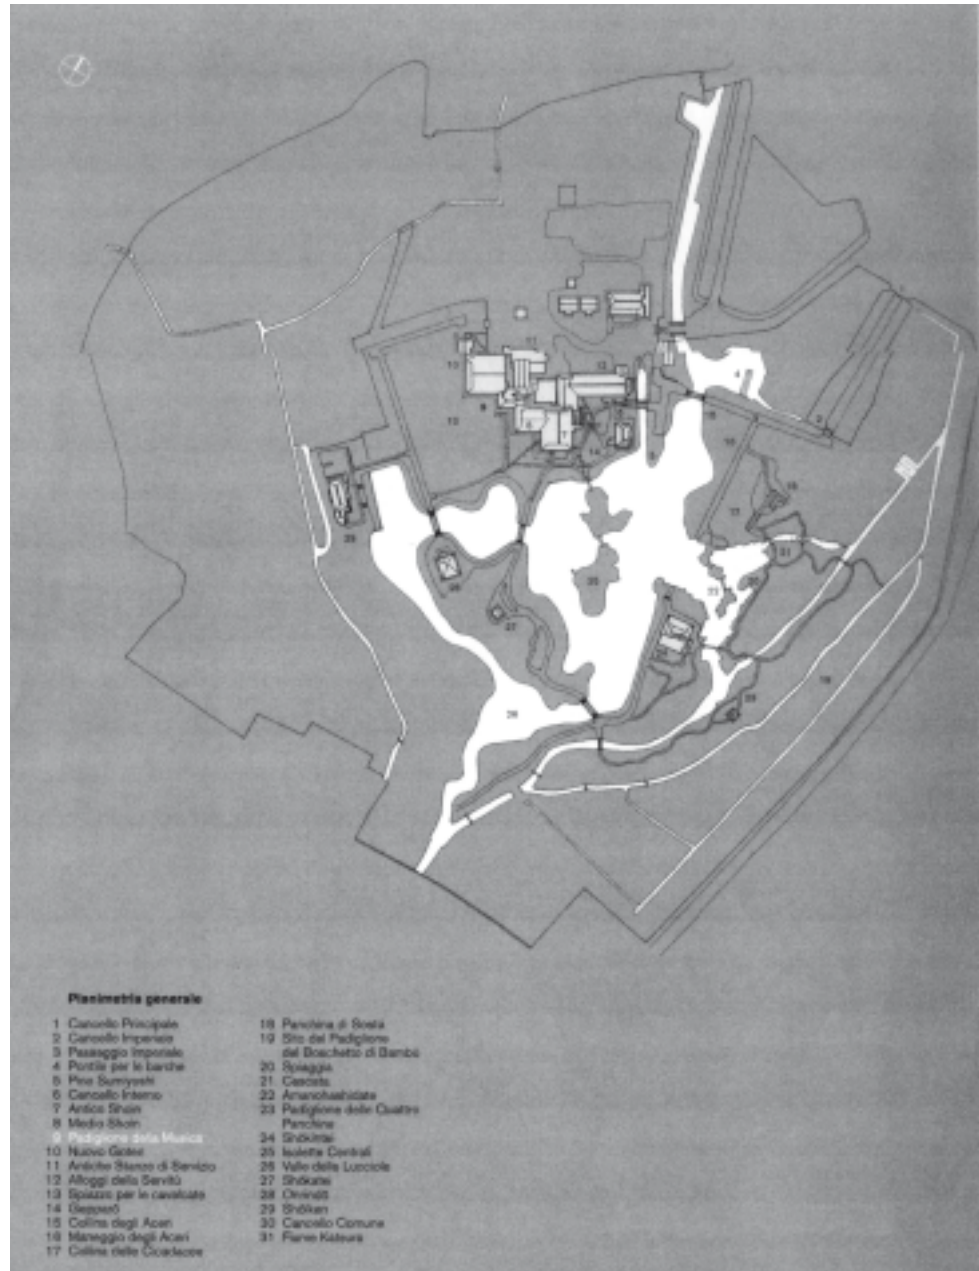 Planimetria generale
1 Cancello Principale
2 Cancello Imperiale
3 Passaggio Imperiale
4 Pontile per le barche
5 Pino Sumiyoshi
6 Cancello Interno
7 Antico Shoin
8 Medio Shoin
9 Padiglione della Musica
10 Nuovo Goten
11 Antiche Stanze di Servizio
12 Alloggi della Servitù
13 Spiazzo per le cavalcate
14 Gepparō
15 Collina degli Aceri
16 Maneggio degli Aceri
17 Collina delle Cicadacee
18 Panchina di Sosta
19 Sito del Padiglione
del Boschetto di Bambù
20 Spiaggia
21 Cascata
22 Amanohashidate
23 Padiglione delle Quattro
Panchine
24 Shōkintei
25 Isolette Centrali
26 Valle delle Lucciole
27 Shōkatei
28 Onrindō
29 Shōiken
30 Cancello Comune
31 Fiume Katsura